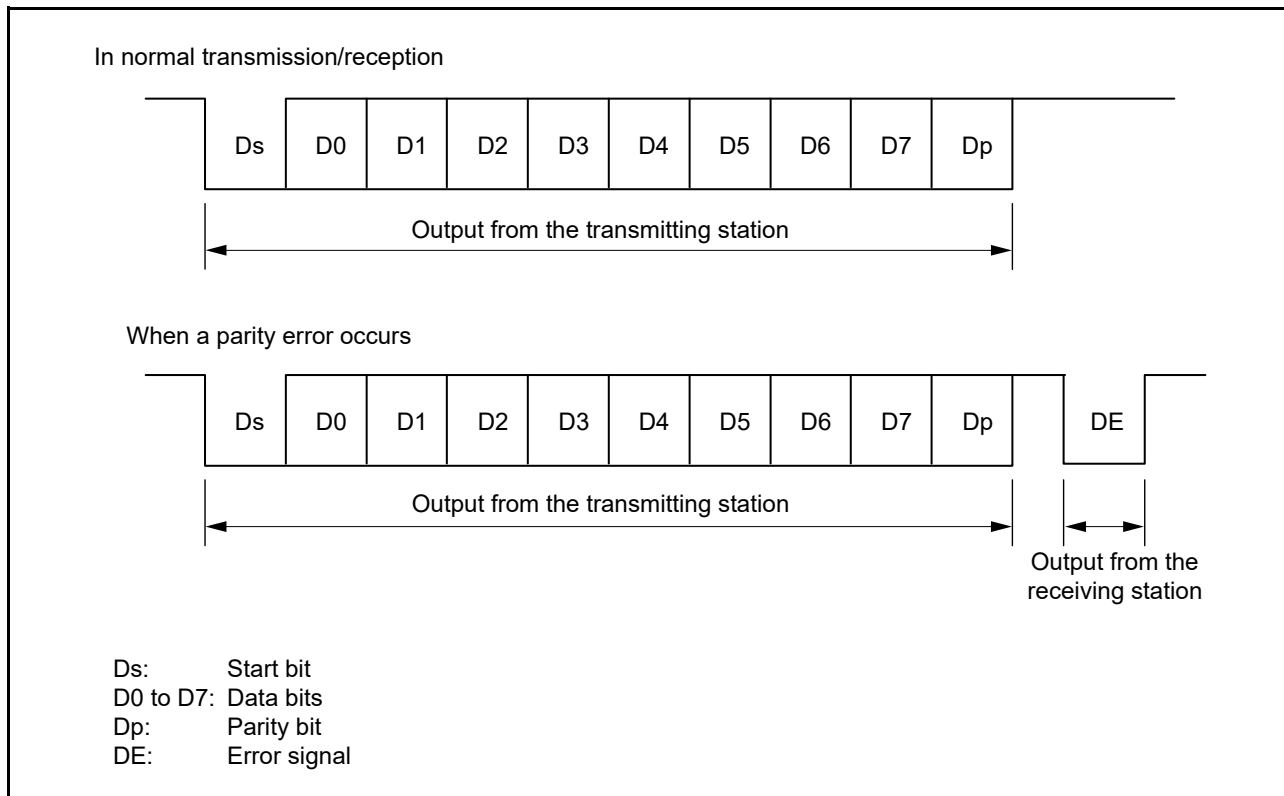 In normal transmission/reception
Ds D0 D1 D2 D3 D4 D5 D6 D7 Dp
Output from the transmitting station
When a parity error occurs
Ds D0 D1 D2 D3 D4 D5 D6 D7 Dp DE
Output from the transmitting station
Output from the
receiving station
Ds: Start bit
D0 to D7: Data bits
Dp: Parity bit
DE: Error signal